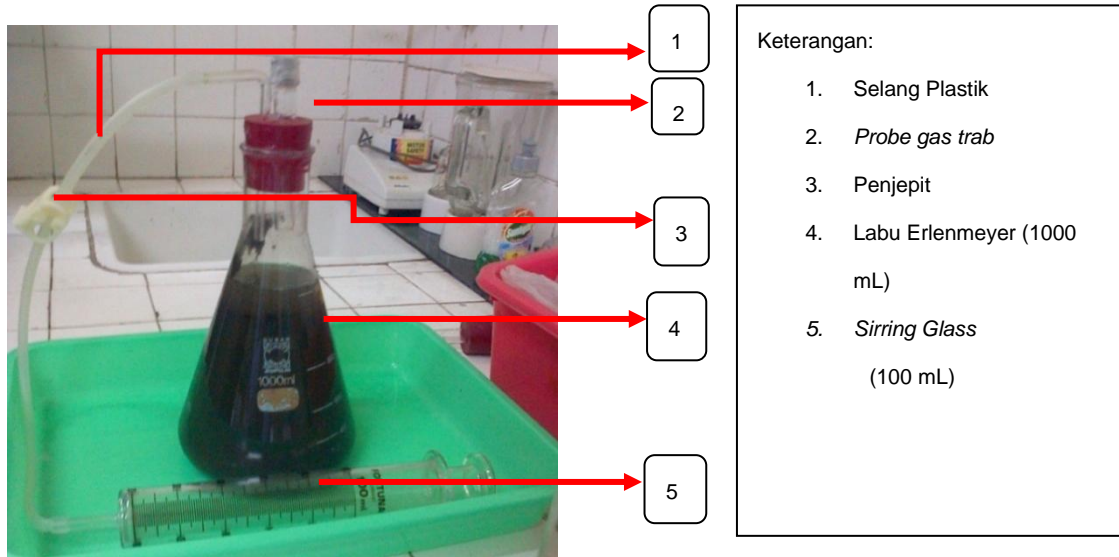 1
2
3
4
5
Keterangan:
1. Selang Plastik
2. Probe gas trab
3. Penjepit
4. Labu Erlenmeyer (1000
mL)
5. Sirring Glass
(100 mL)
1000ml